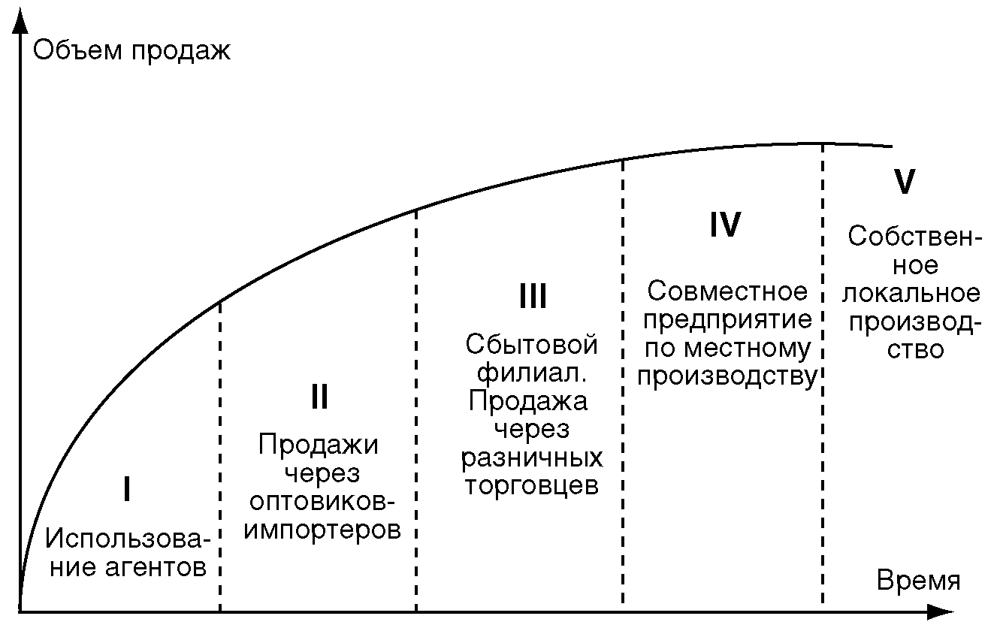 Объем продаж
I
Использова-
ние агентов
II
Продажи
через
оптовиков-
импортеров
III
Сбытовой
филиал.
Продажа
через
разничных
торговцев
IV
Совместное
предприятие
по местному
производству
V
Собствен-
ное
локальное
производ-
ство
Время